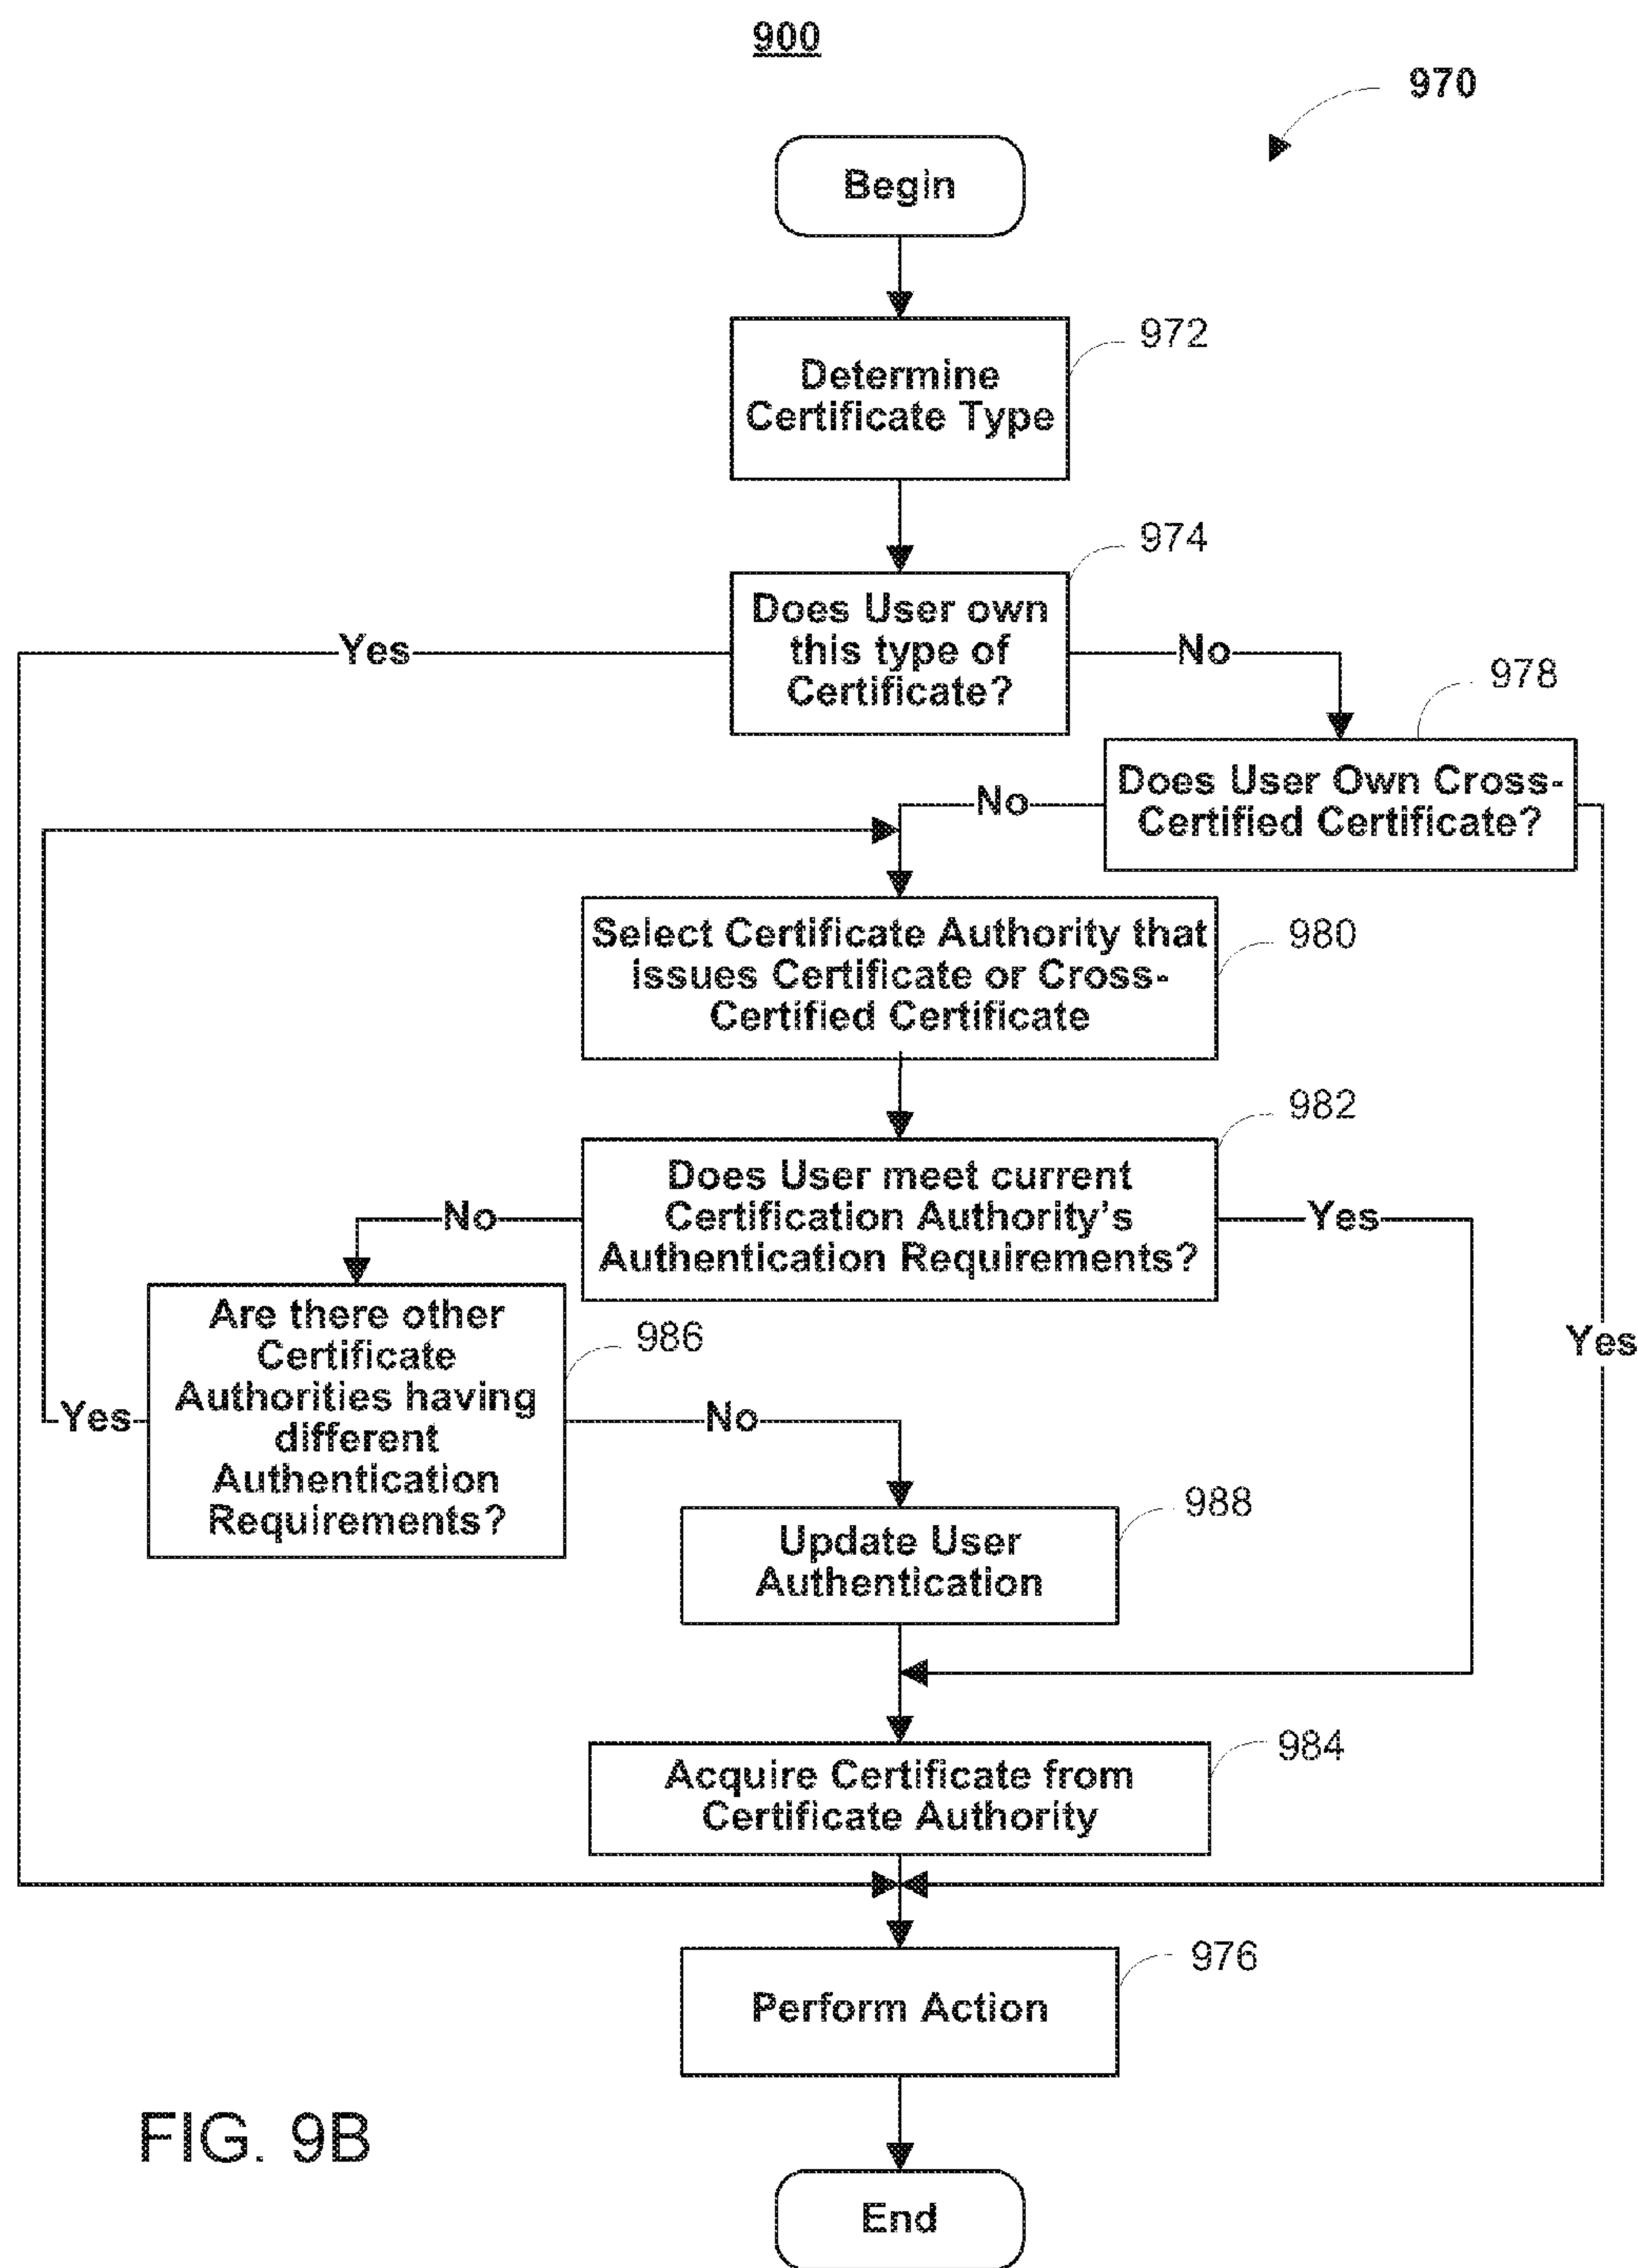 900
970
Begin
972
Determine
Certificate Type
974
Does User own
this type of
Certificate?
Yes
No
978
Does User Own Cross-
Certified Certificate?
No
Yes
980
Select Certificate Authority that
issues Certificate or Cross-
Certified Certificate
982
Does User meet current
Certification Authority's
Authentication Requirements?
No
Yes
986
Are there other
Certificate
Authorities having
different
Authentication
Requirements?
Yes
No
988
Update User
Authentication
984
Acquire Certificate from
Certificate Authority
976
Perform Action
End
FIG. 9B